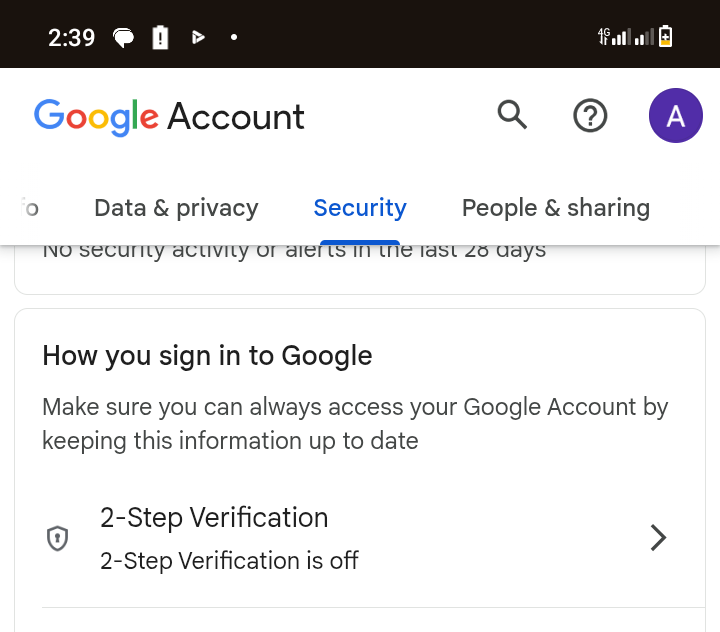 2:39
4G
Google Account
A
Data & privacy
Security
People & sharing
No security activity or alerts in the last 28 days
How you sign in to Google
Make sure you can always access your Google Account by
keeping this information up to date
2-Step Verification
2-Step Verification is off